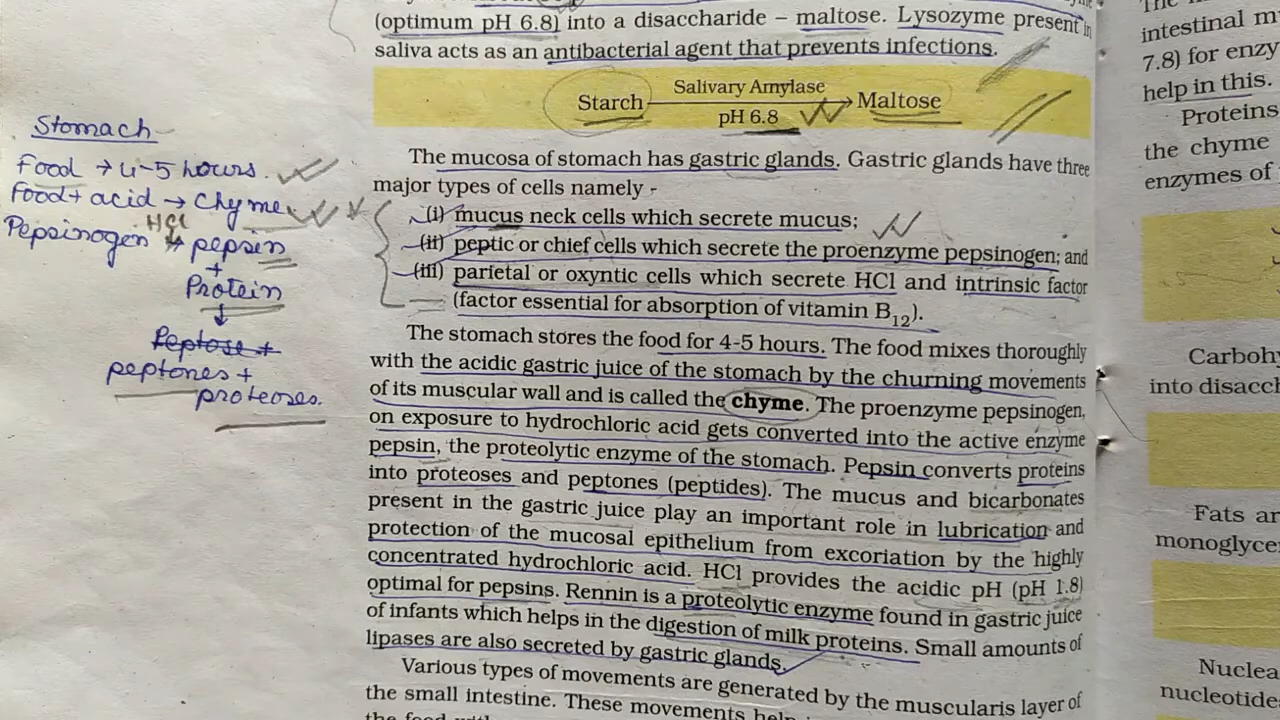 (optimum pH 6.8) into a disaccharide – maltose. Lysozyme present in
saliva acts as an antibacterial agent that prevents infections.
Starch Salivary Amylase → Maltose
pH 6.8
The mucosa of stomach has gastric glands. Gastric glands have three
major types of cells namely -
(i) mucus neck cells which secrete mucus;
(ii) peptic or chief cells which secrete the proenzyme pepsinogen; and
(iii) parietal or oxyntic cells which secrete HCl and intrinsic factor
(factor essential for absorption of vitamin B12).
The stomach stores the food for 4-5 hours. The food mixes thoroughly
with the acidic gastric juice of the stomach by the churning movements
of its muscular wall and is called the chyme. The proenzyme pepsinogen,
on exposure to hydrochloric acid gets converted into the active enzyme
pepsin, the proteolytic enzyme of the stomach. Pepsin converts proteins
into proteoses and peptones (peptides). The mucus and bicarbonates
present in the gastric juice play an important role in lubrication and
protection of the mucosal epithelium from excoriation by the highly
concentrated hydrochloric acid. HCl provides the acidic pH (pH 1.8)
optimal for pepsins. Rennin is a proteolytic enzyme found in gastric juice
of infants which helps in the digestion of milk proteins. Small amounts of
lipases are also secreted by gastric glands.
Various types of movements are generated by the muscularis layer of
the small intestine. These movements help
Stomach
Food → 4-5 hours.
Food + acid → Chyme
Pepsinogen HCl → pepsin
+
Protein
↓
Peptose +
peptones +
proteoses.
intestinal
7.8) for
help in this.
Proteins
the chyme
enzymes of
into
Fats